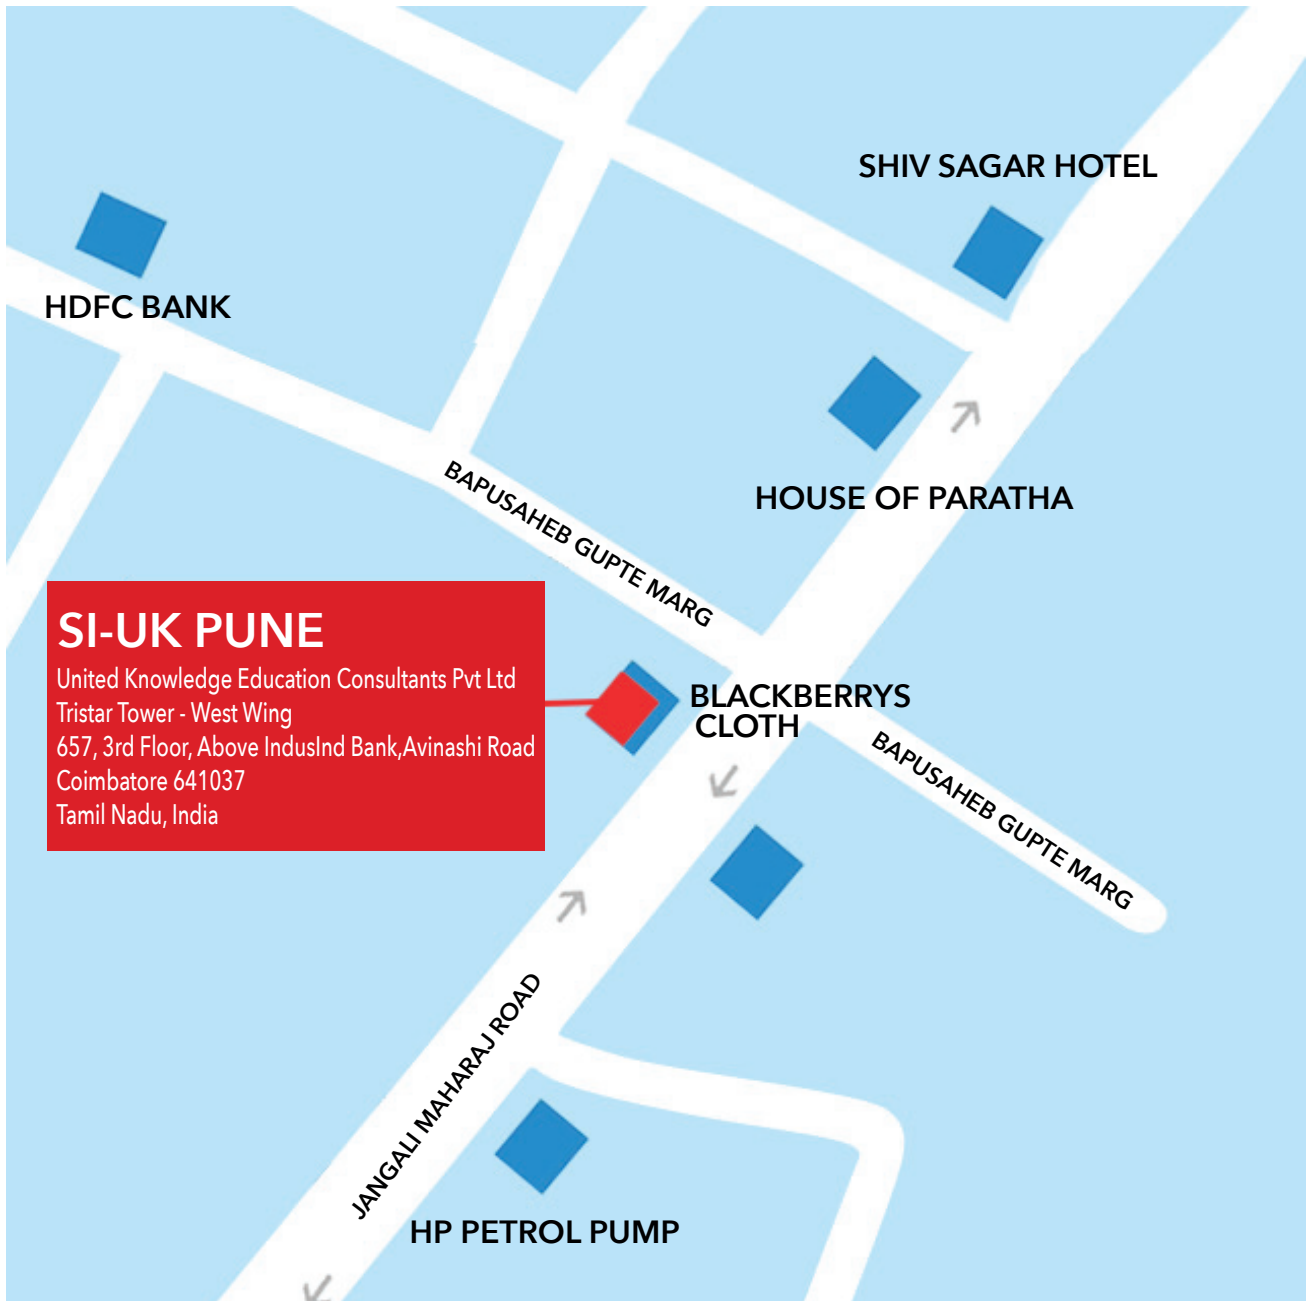 SHIV SAGAR HOTEL
HDFC BANK
BAPUSAHEB GUPTE MARG
HOUSE OF PARATHA
SI-UK PUNE
United Knowledge Education Consultants Pvt Ltd
Tristar Tower - West Wing
657, 3rd Floor, Above IndusInd Bank,Avinashi Road
Coimbatore 641037
Tamil Nadu, India
BLACKBERRYS
CLOTH
BAPUSAHEB GUPTE MARG
JANGALI MAHARAJ ROAD
HP PETROL PUMP